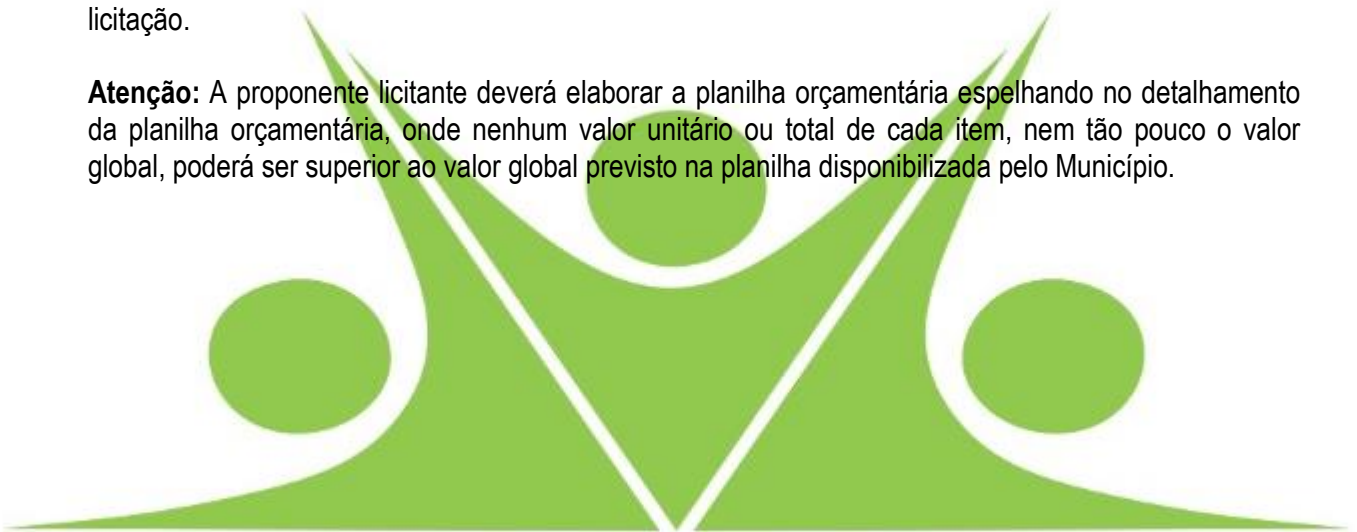 licitação.
Atenção: A proponente licitante deverá elaborar a planilha orçamentária espelhando no detalhamento
da planilha orçamentária, onde nenhum valor unitário ou total de cada item, nem tão pouco o valor
global, poderá ser superior ao valor global previsto na planilha disponibilizada pelo Município.